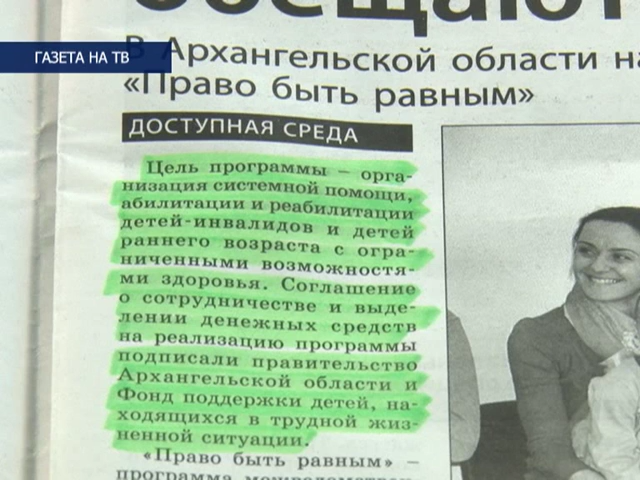 ГАЗЕТА НА ТВ
В Архангельской области
«Право быть равным»
ДОСТУПНАЯ СРЕДА
Цель программы – орга-
низация системной помощи,
абилитации и реабилитации
детей-инвалидов и детей
раннего возраста с огра-
ниченными возможностя-
ми здоровья. Соглашение
о сотрудничестве и выде-
лении денежных средств
на реализацию программы
подписали правительство
Архангельской области и
Фонд поддержки детей, на-
ходящихся в трудной жиз-
ненной ситуации.
«Право быть равным» –
программа